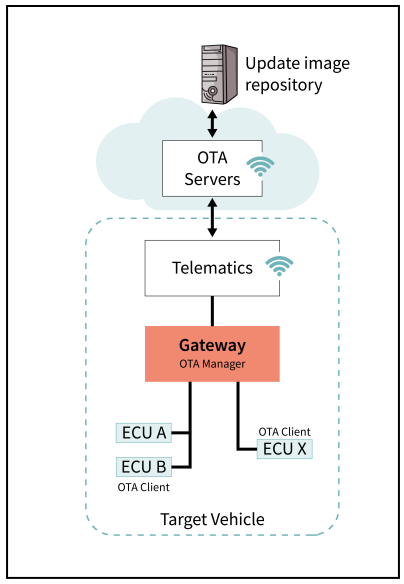 Update image
repository
OTA
Servers
Telematics
Gateway
OTA Manager
ECU A
ECU B
OTA Client
OTA Client
ECU X
Target Vehicle